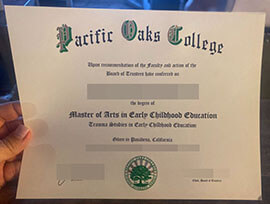 Pacific Oaks College
Upon recommendation of the Faculty and action of the
Board of Trustees have conferred on
the degree of
Master of Arts in Early Childhood Education
Trauma Studies in Early Childhood Education
Given in Pasadena, California